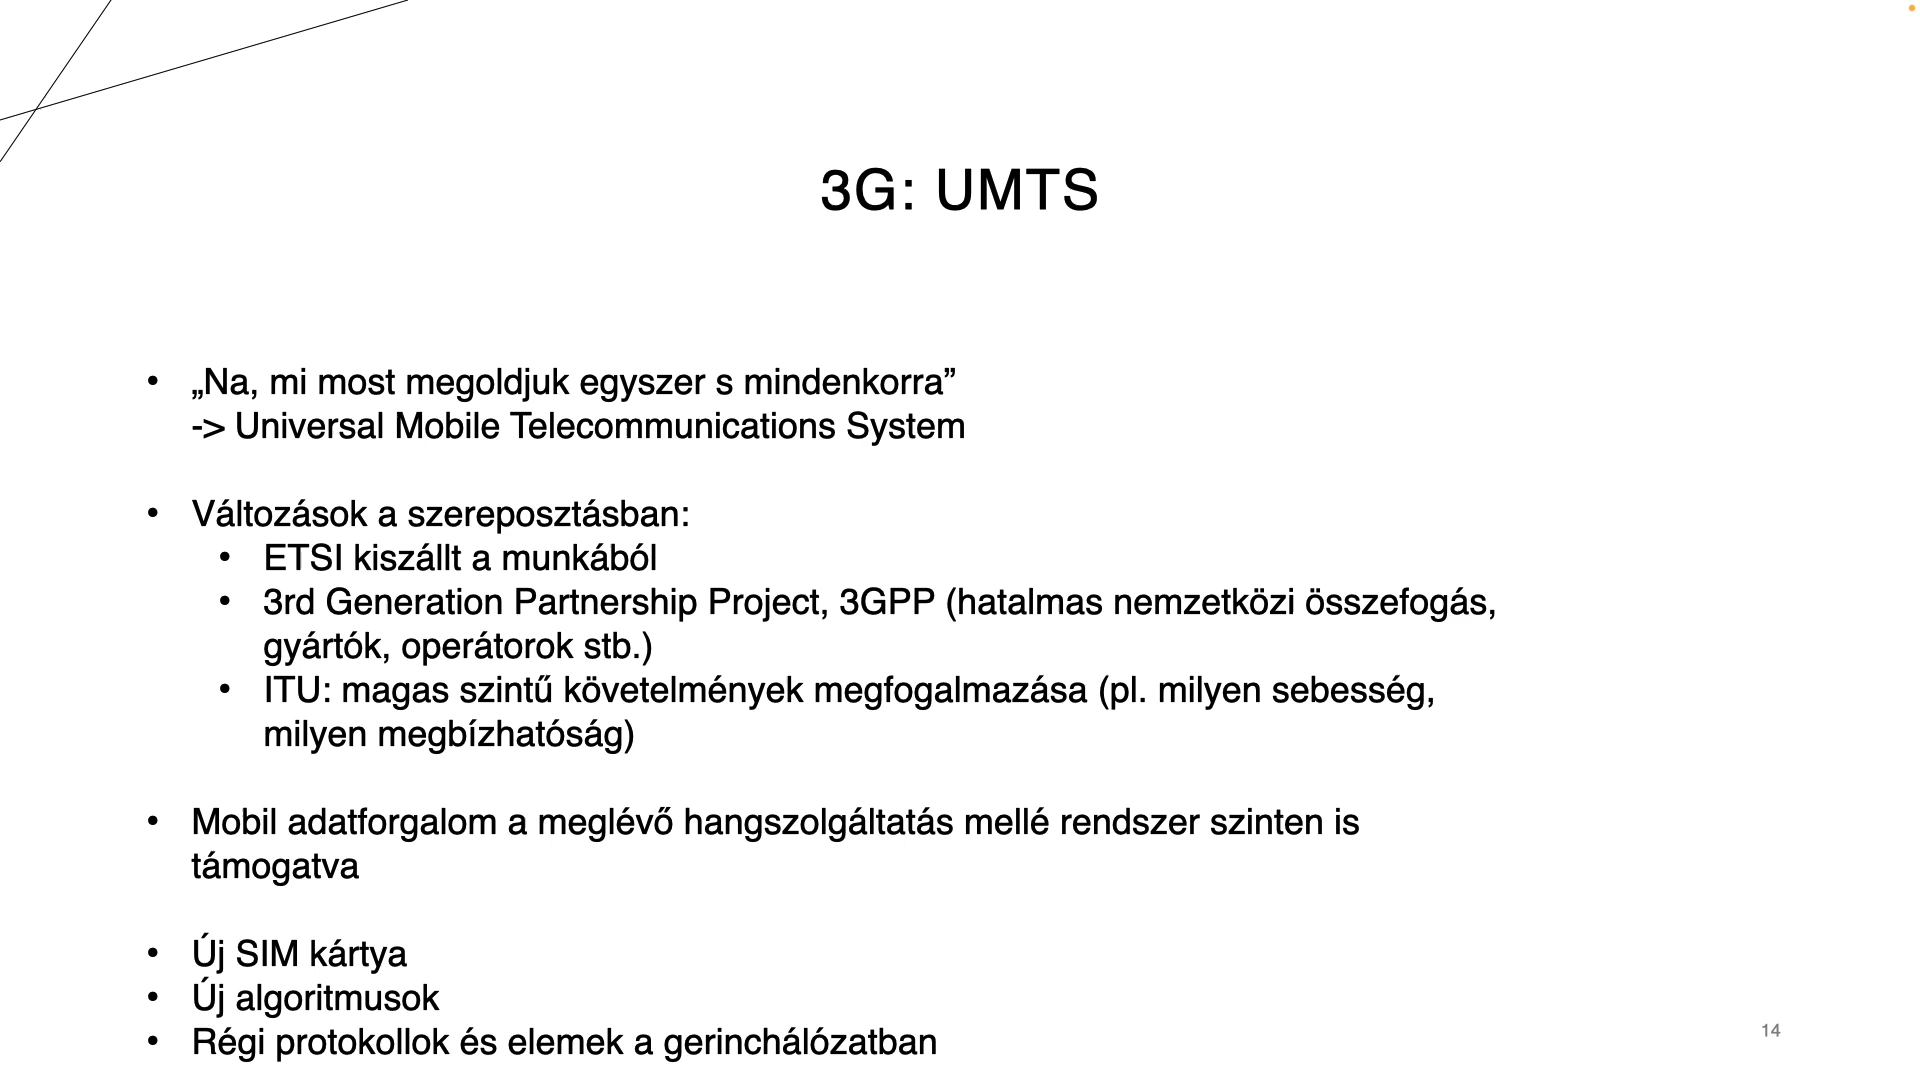 3G: UMTS
• „Na, mi most megoldjuk egyszer s mindenkorra”
-> Universal Mobile Telecommunications System
• Változások a szereposztásban:
• ETSI kiszállt a munkából
• 3rd Generation Partnership Project, 3GPP (hatalmas nemzetközi összefogás,
gyártók, operátorok stb.)
• ITU: magas szintű követelmények megfogalmazása (pl. milyen sebesség,
milyen megbízhatóság)
• Mobil adatforgalom a meglévő hangszolgáltatás mellé rendszer szinten is
támogatva
• Új SIM kártya
• Új algoritmusok
• Régi protokollok és elemek a gerinchálózatban
14